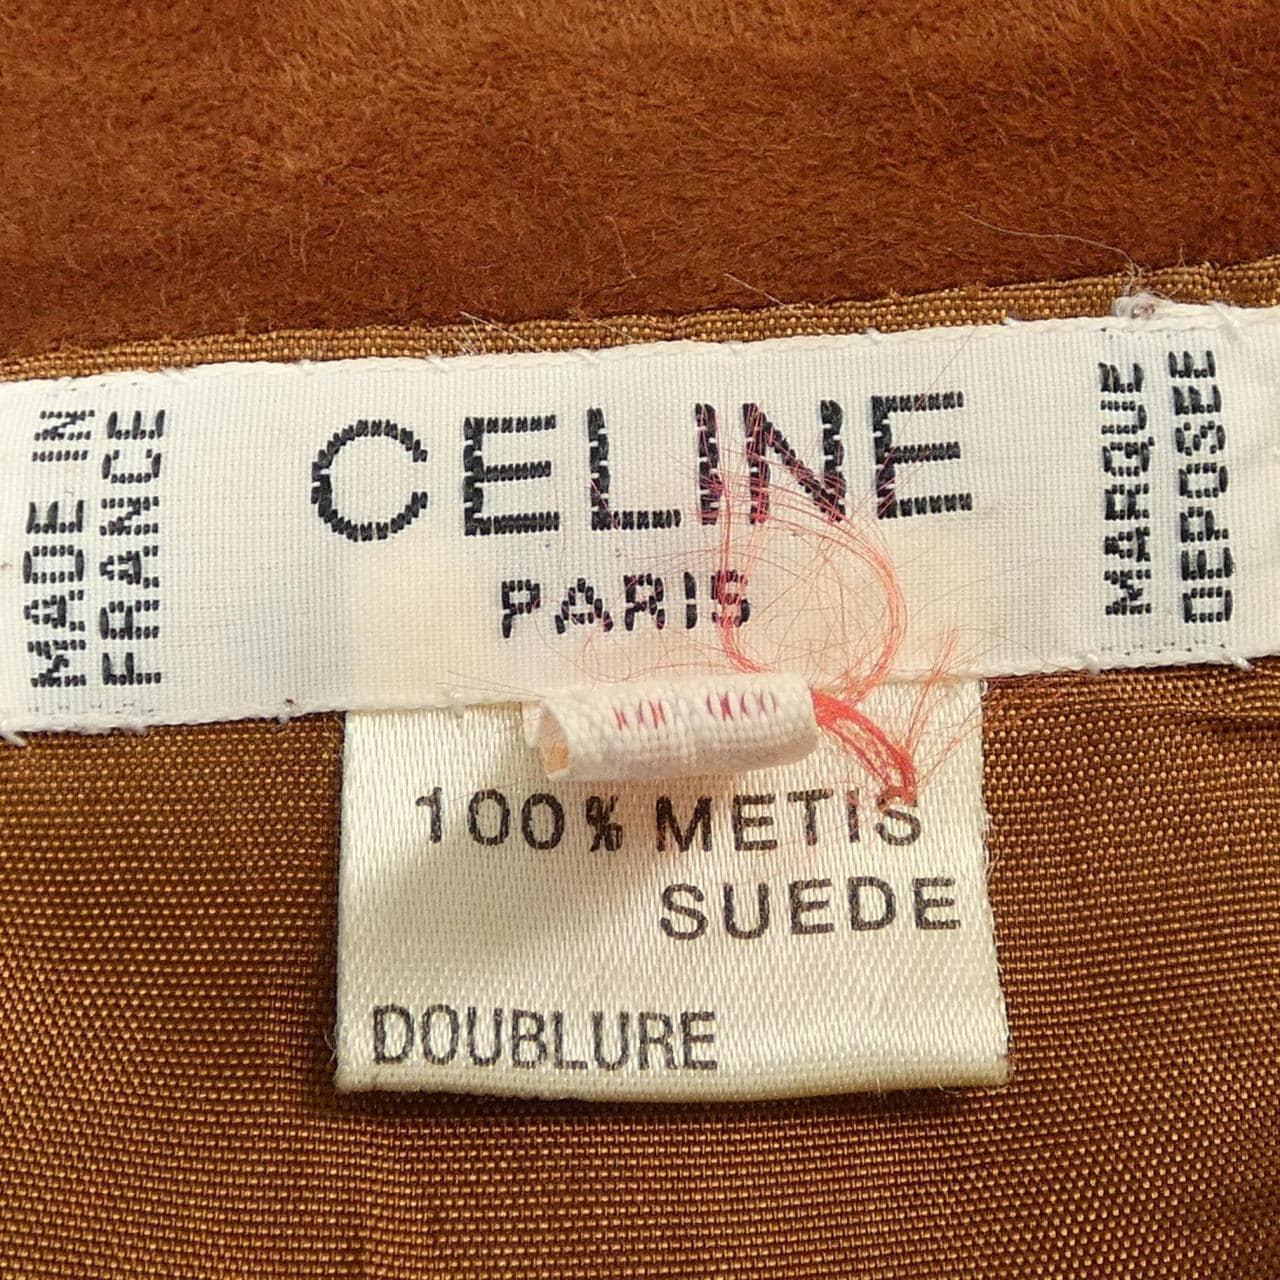 MADE IN
FRANCE
CELINE
PARIS
MARQUE
DEPOSEE
100% METIS
SUEDE
DOUBLURE